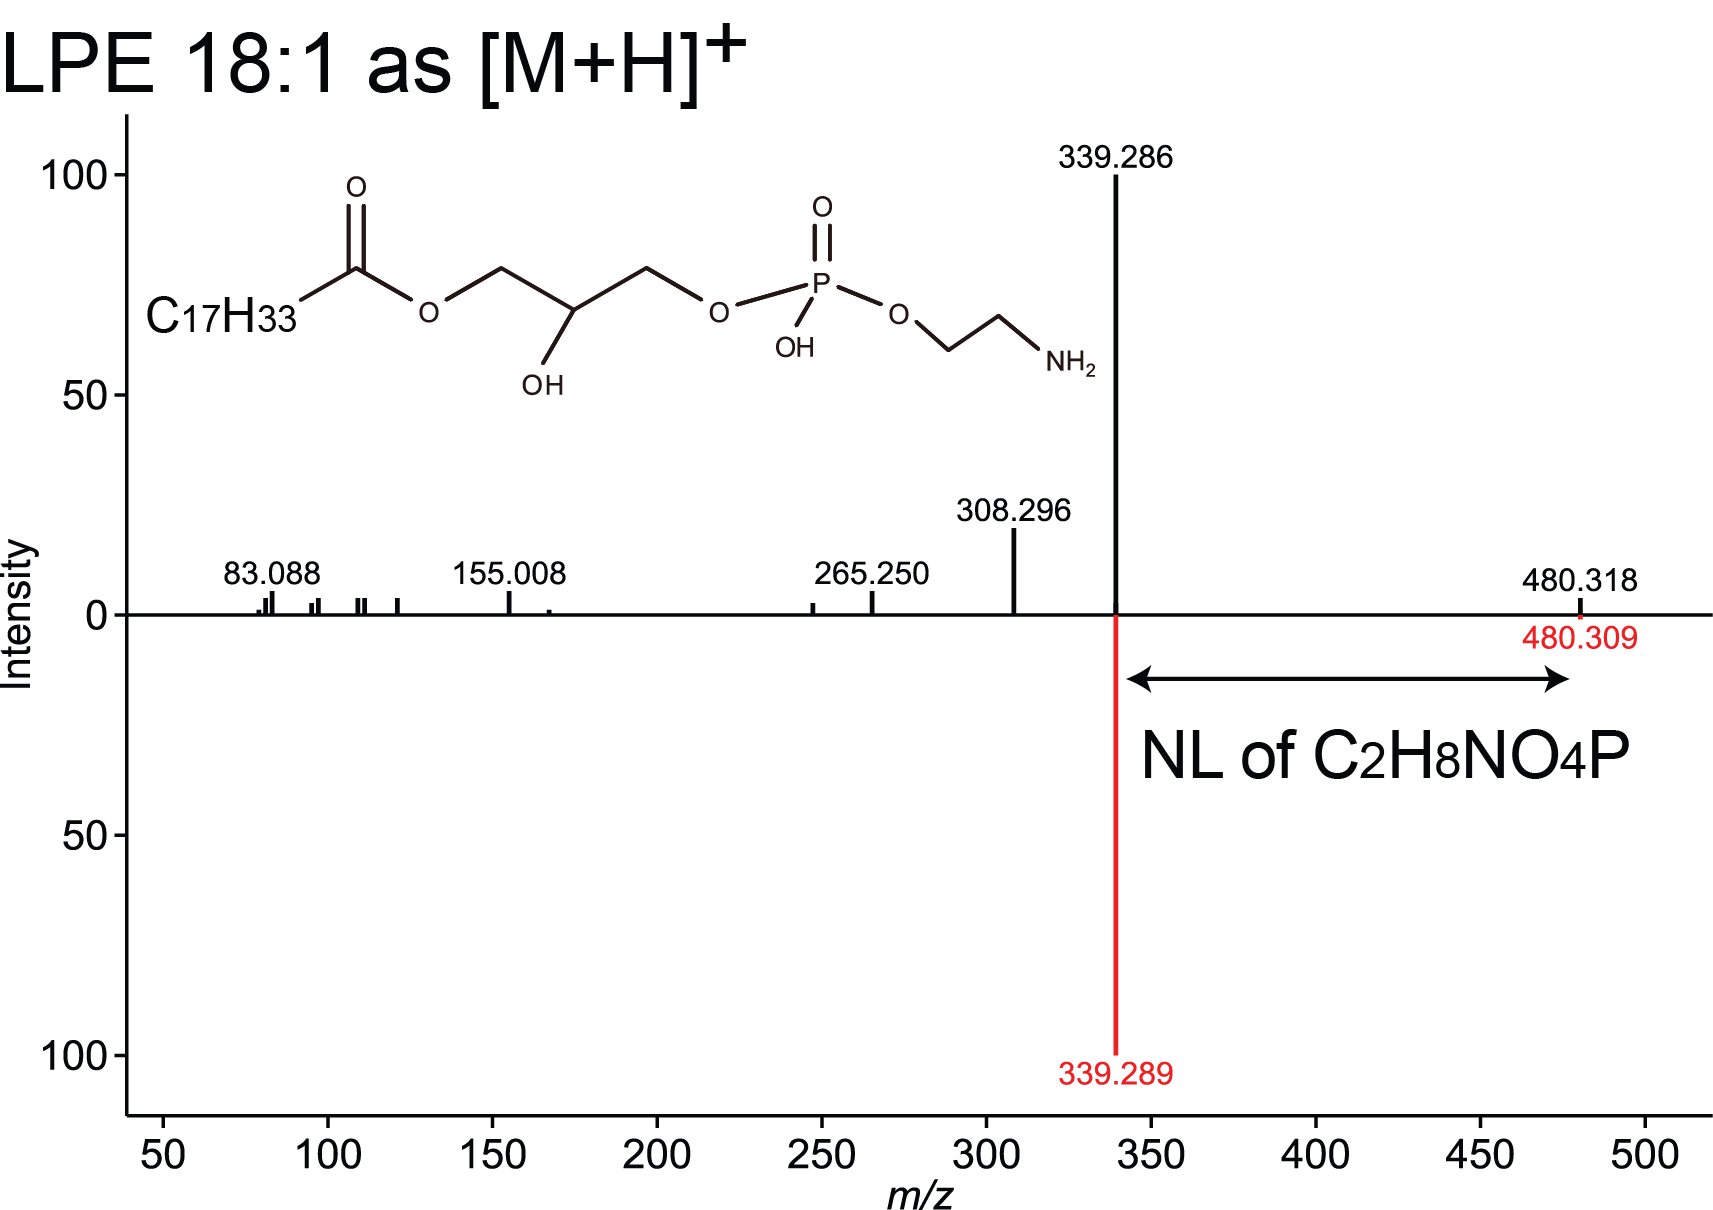 LPE 18:1 as [M+H]⁺
100
339.286
O
O
C17H33
O
O
P
O
OH
OH
NH₂
50
308.296
83.088
155.008
265.250
480.318
0
480.309
Intensity
NL of C2H8NO4P
50
100
339.289
50 100 150 200 250 300 350 400 450 500
m/z